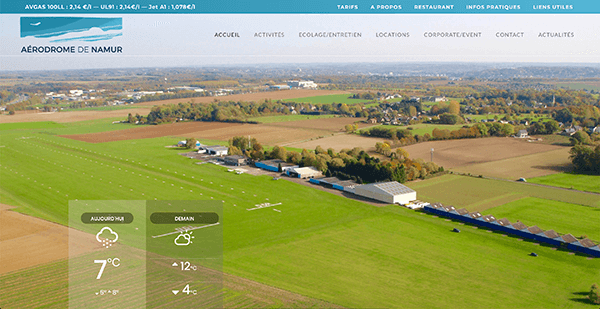 AVGAS 100LL : 2,14 €/l — UL91 : 2,14€/l — Jet A1 : 1,078€/l
TARIFS A PROPOS RESTAURANT INFOS PRATIQUES LIENS UTILES
AÉRODROME DE NAMUR
ACCUEIL ACTIVITÉS ECOLAGE/ENTRETIEN LOCATIONS CORPORATE/EVENT CONTACT ACTUALITÉS
AUJOURD'HUI
7°C
8°
DEMAIN
12°C
4°C